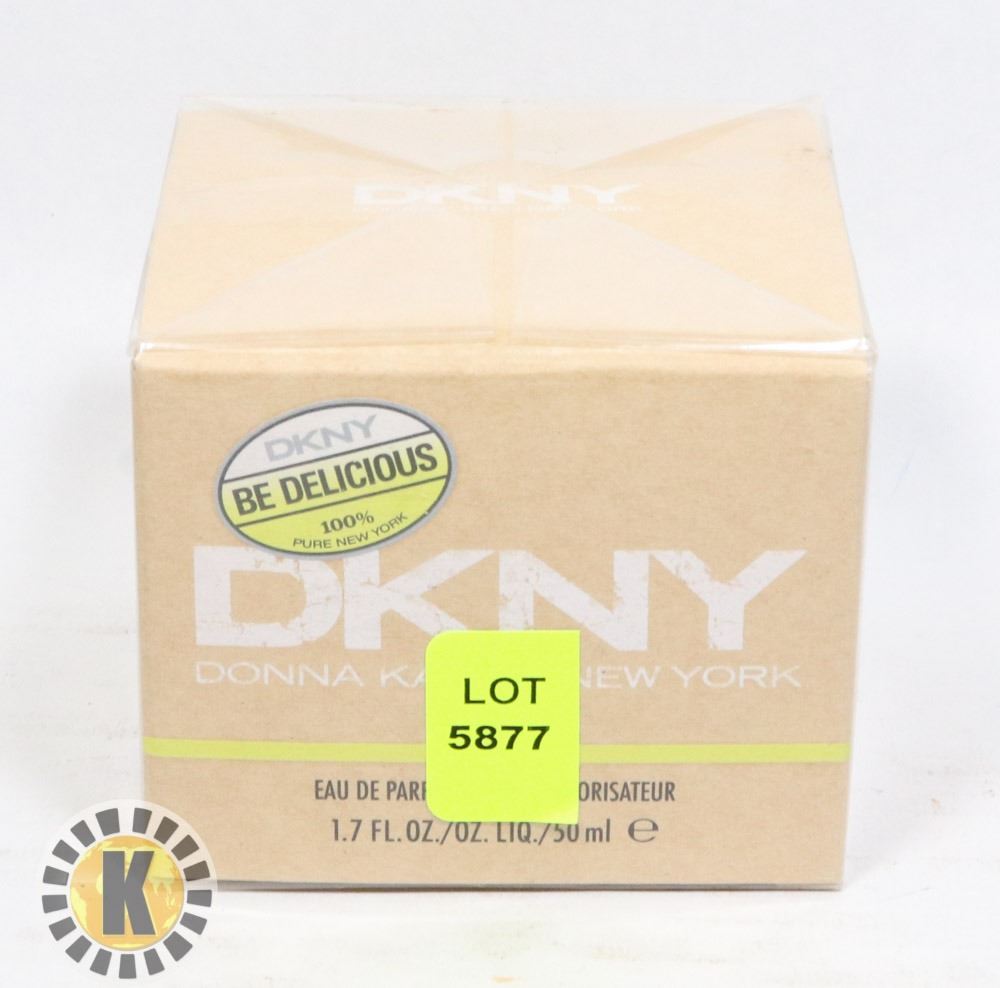 DKNY
DKNY
BE DELICIOUS
100%
PURE NEW YORK
DKNY
DONNA KA NEW YORK
LOT
5877
EAU DE PARF ORISATEUR
1.7 FL.OZ./OZ. LIQ./50 ml e
K